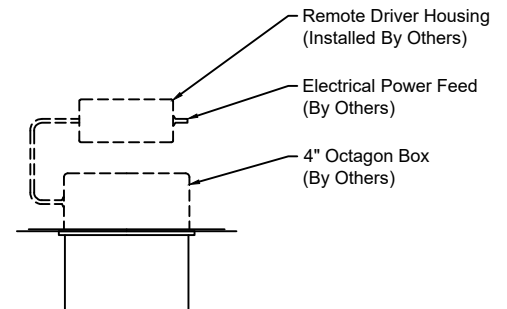 Remote Driver Housing
(Installed By Others)
Electrical Power Feed
(By Others)
4" Octagon Box
(By Others)